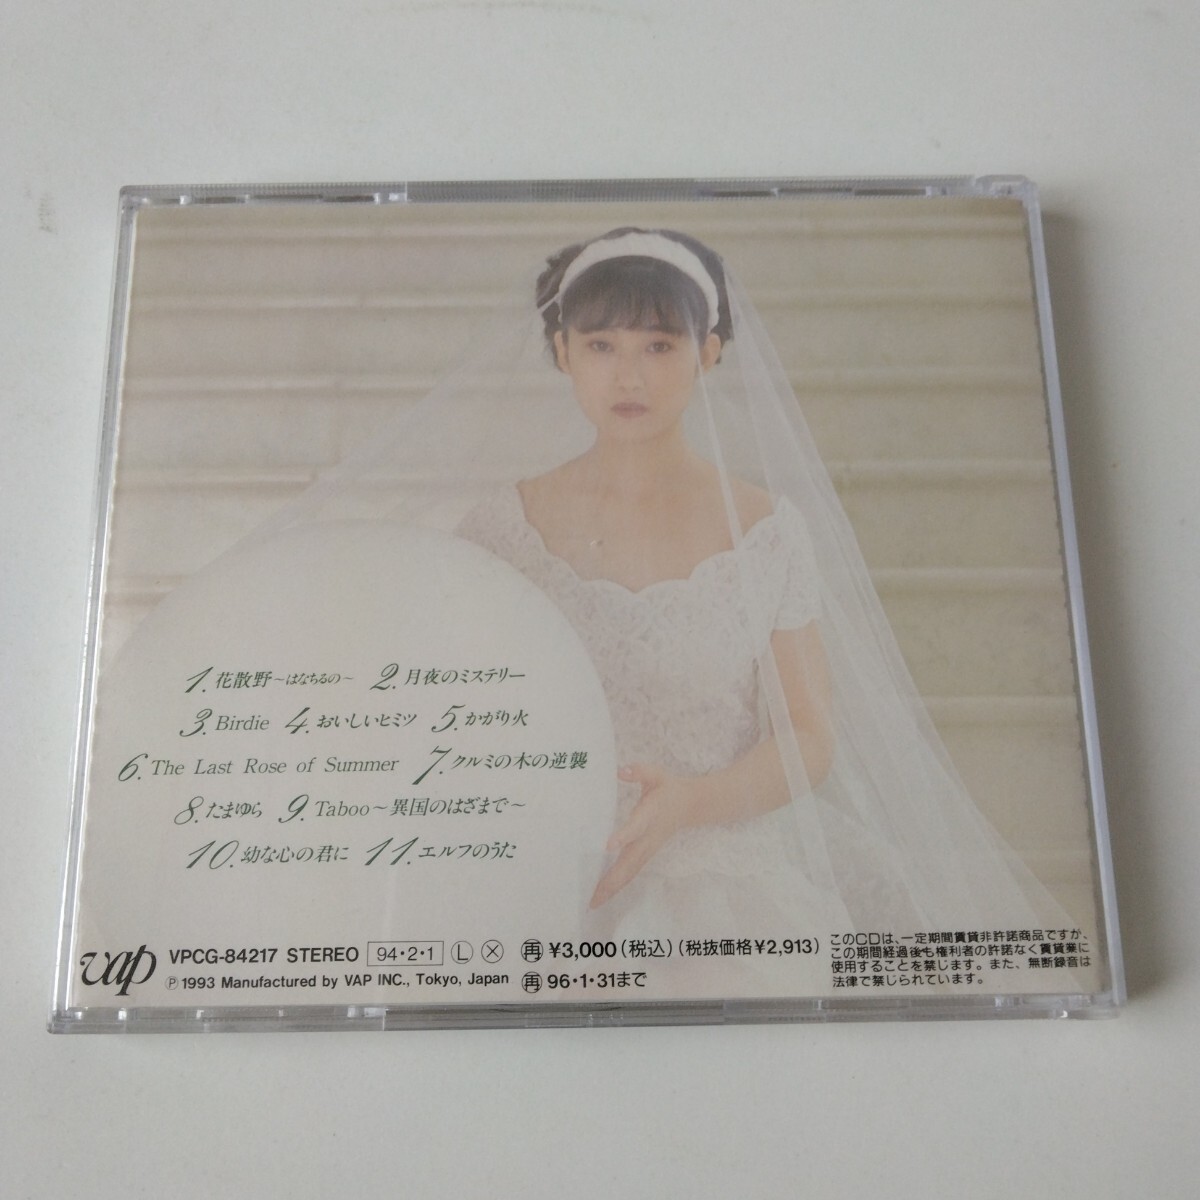 1. 花散野～はなちるの～ 2. 月夜のミステリー
3. Birdie 4. おいしいヒミツ 5. かがり火
6. The Last Rose of Summer 7. クルミの木の逆襲
8. たまゆら 9. Taboo～異国のはざまで～
10. 幼な心の君に 11. エルフのうた
vap VPCG-84217 STEREO 94・2・1 Ⓛ Ⓧ ㊢ ¥3,000(税込)(税抜価格¥2,913)
Ⓟ1993 Manufactured by VAP INC., Tokyo, Japan 再96・1・31まで
このCDは、一定期間賃貸非許諾商品ですか、
この期間経過後も権利者の許諾なく賃貸業に
使用することを禁じます。また、無断録音は
法律で禁じられています。